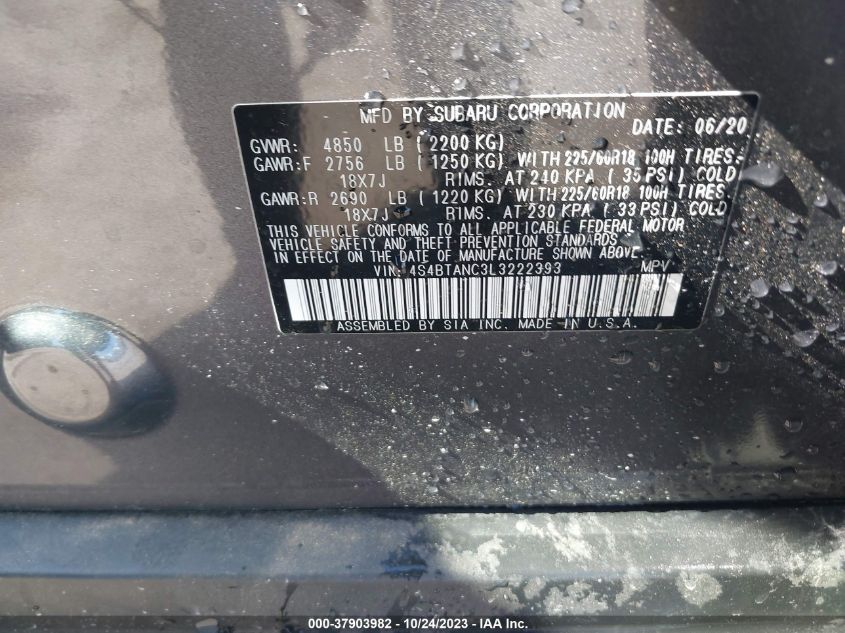 MFD BY SUBARU CORPORATION
DATE: 06/20
GVWR: 4850 LB (2200 KG)
GAWR:F 2756 LB (1250 KG) WITH 225/60R18 100H TIRES,
18X7J RIMS. AT 240 KPA (35 PSI) COLD
GAWR:R 2690 LB (1220 KG) WITH 225/60R18 100H TIRES,
18X7J RIMS. AT 230 KPA (33 PSI) COLD
THIS VEHICLE CONFORMS TO ALL APPLICABLE FEDERAL MOTOR
VEHICLE SAFETY AND THEFT PREVENTION STANDARDS
IN EFFECT ON THE DATE OF MANUFACTURE SHOWN ABOVE.
VIN: 4S4BTANC3L3222393 MPV
ASSEMBLED BY SIA INC. MADE IN U.S.A.
000-37903982 - 10/24/2023 - IAA Inc.